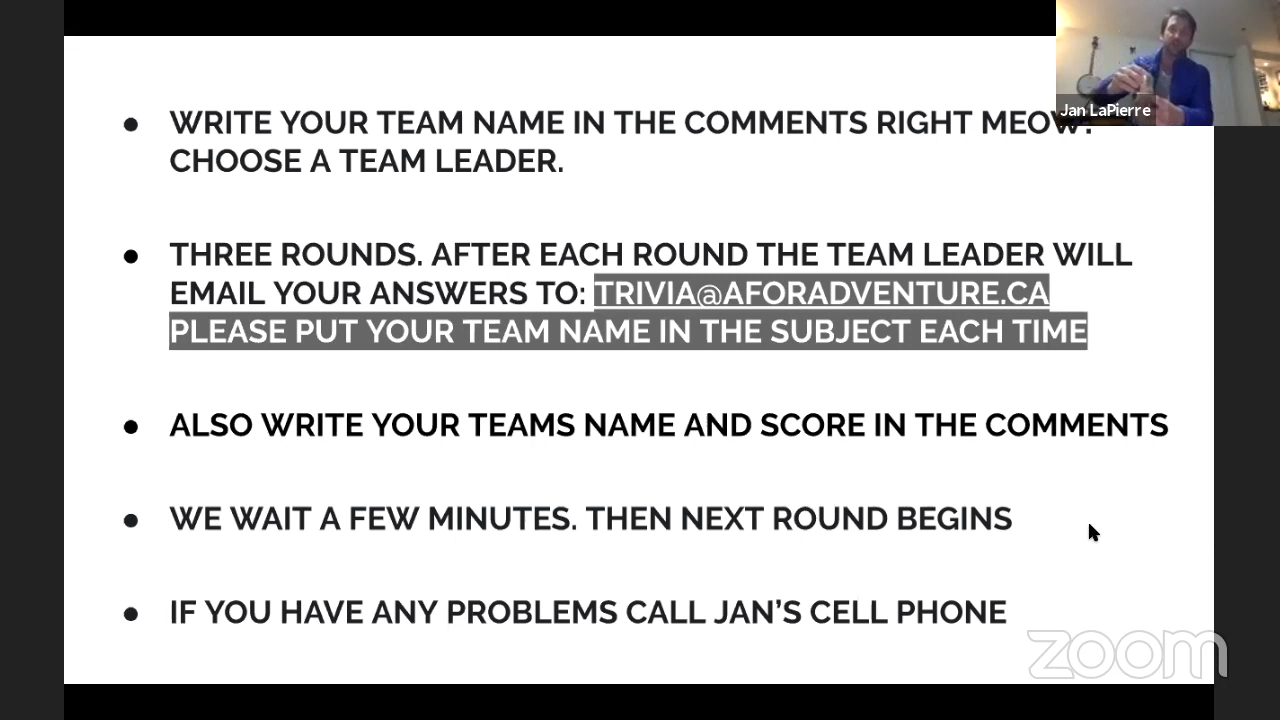 WRITE YOUR TEAM NAME IN THE COMMENTS RIGHT MEOW!
CHOOSE A TEAM LEADER.
THREE ROUNDS. AFTER EACH ROUND THE TEAM LEADER WILL
EMAIL YOUR ANSWERS TO: TRIVIA@AFORADVENTURE.CA
PLEASE PUT YOUR TEAM NAME IN THE SUBJECT EACH TIME
ALSO WRITE YOUR TEAMS NAME AND SCORE IN THE COMMENTS
WE WAIT A FEW MINUTES. THEN NEXT ROUND BEGINS
IF YOU HAVE ANY PROBLEMS CALL JAN’S CELL PHONE
Jan LaPierre
zoom